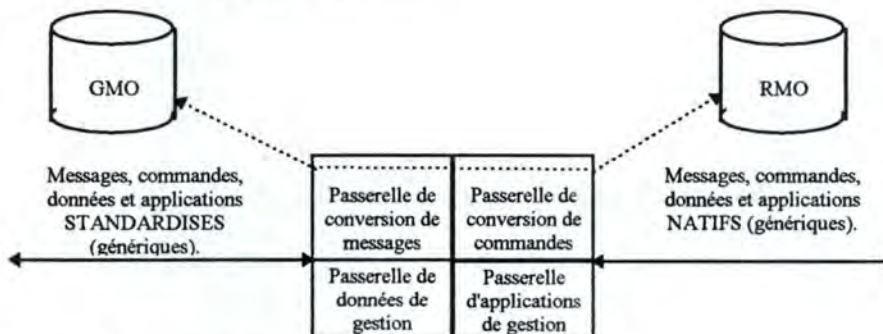 GMO
RMO
Messages, commandes,
données et applications
STANDARDISES
(génériques).
Passerelle de
conversion de
messages
Passerelle de
conversion de
commandes
Passerelle de
données de
gestion
Passerelle
d'applications
de gestion
Messages, commandes,
données et applications
NATIFS (génériques).